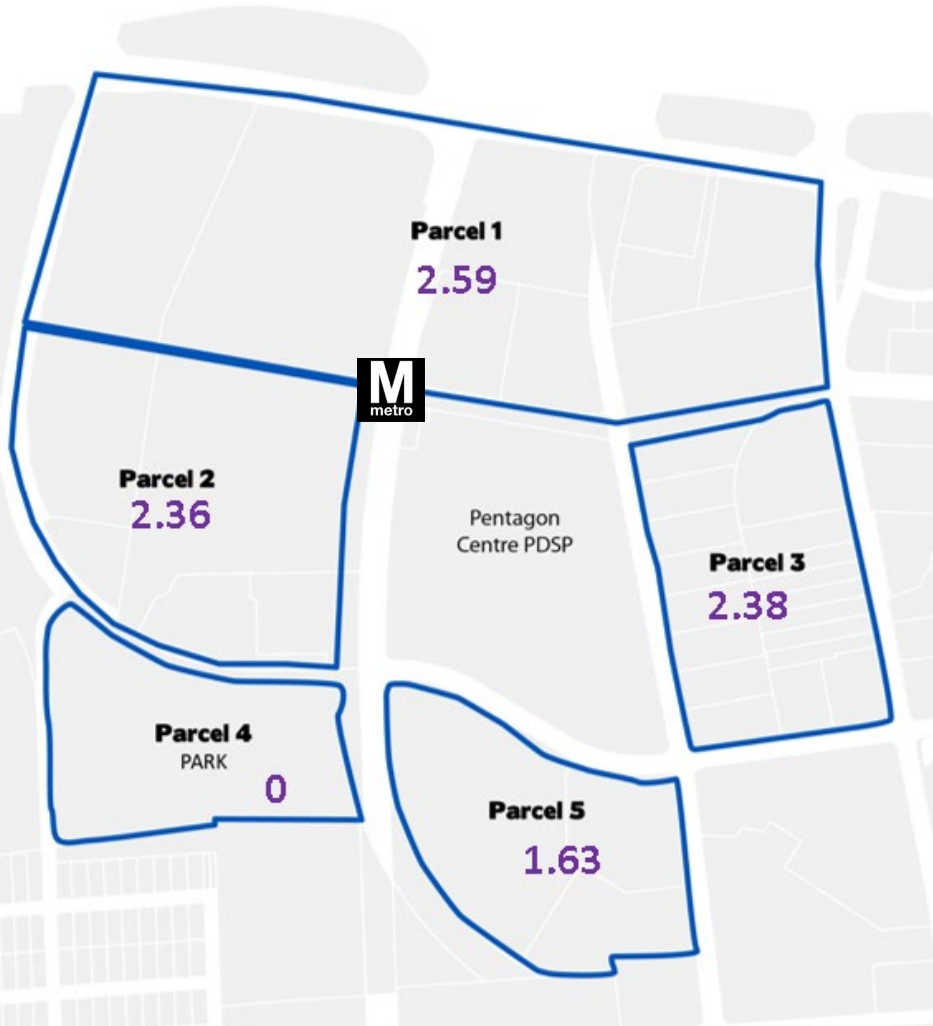 Parcel 1
2.59
M
metro
Parcel 2
2.36
Pentagon
Centre PDSP
Parcel 3
2.38
Parcel 4
PARK
0
Parcel 5
1.63